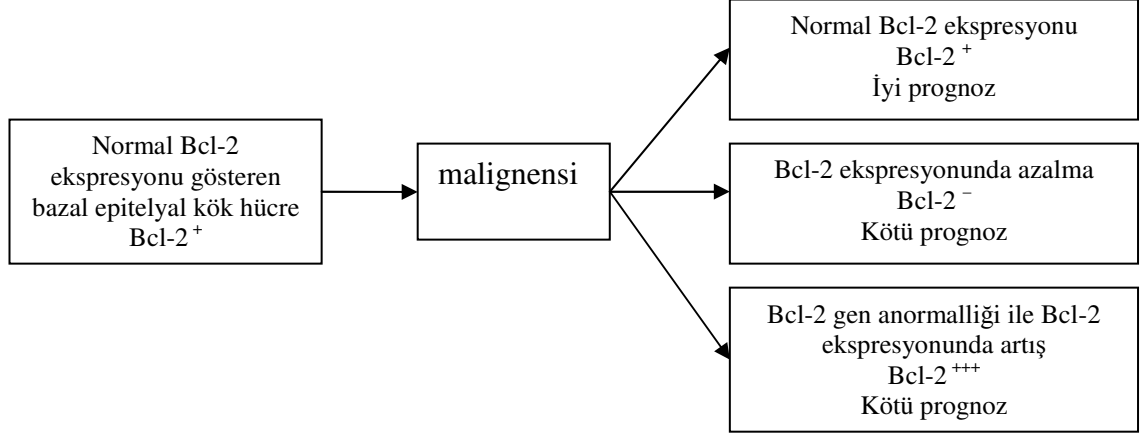 Normal Bcl-2
ekspresyonu gösteren
bazal epitelyal kök hücre
Bcl-2 ⁺
malignensi
Normal Bcl-2 ekspresyonu
Bcl-2 ⁺
İyi prognoz
Bcl-2 ekspresyonunda azalma
Bcl-2 ⁻
Kötü prognoz
Bcl-2 gen anormalliği ile Bcl-2
ekspresyonunda artış
Bcl-2 ⁺⁺⁺
Kötü prognoz